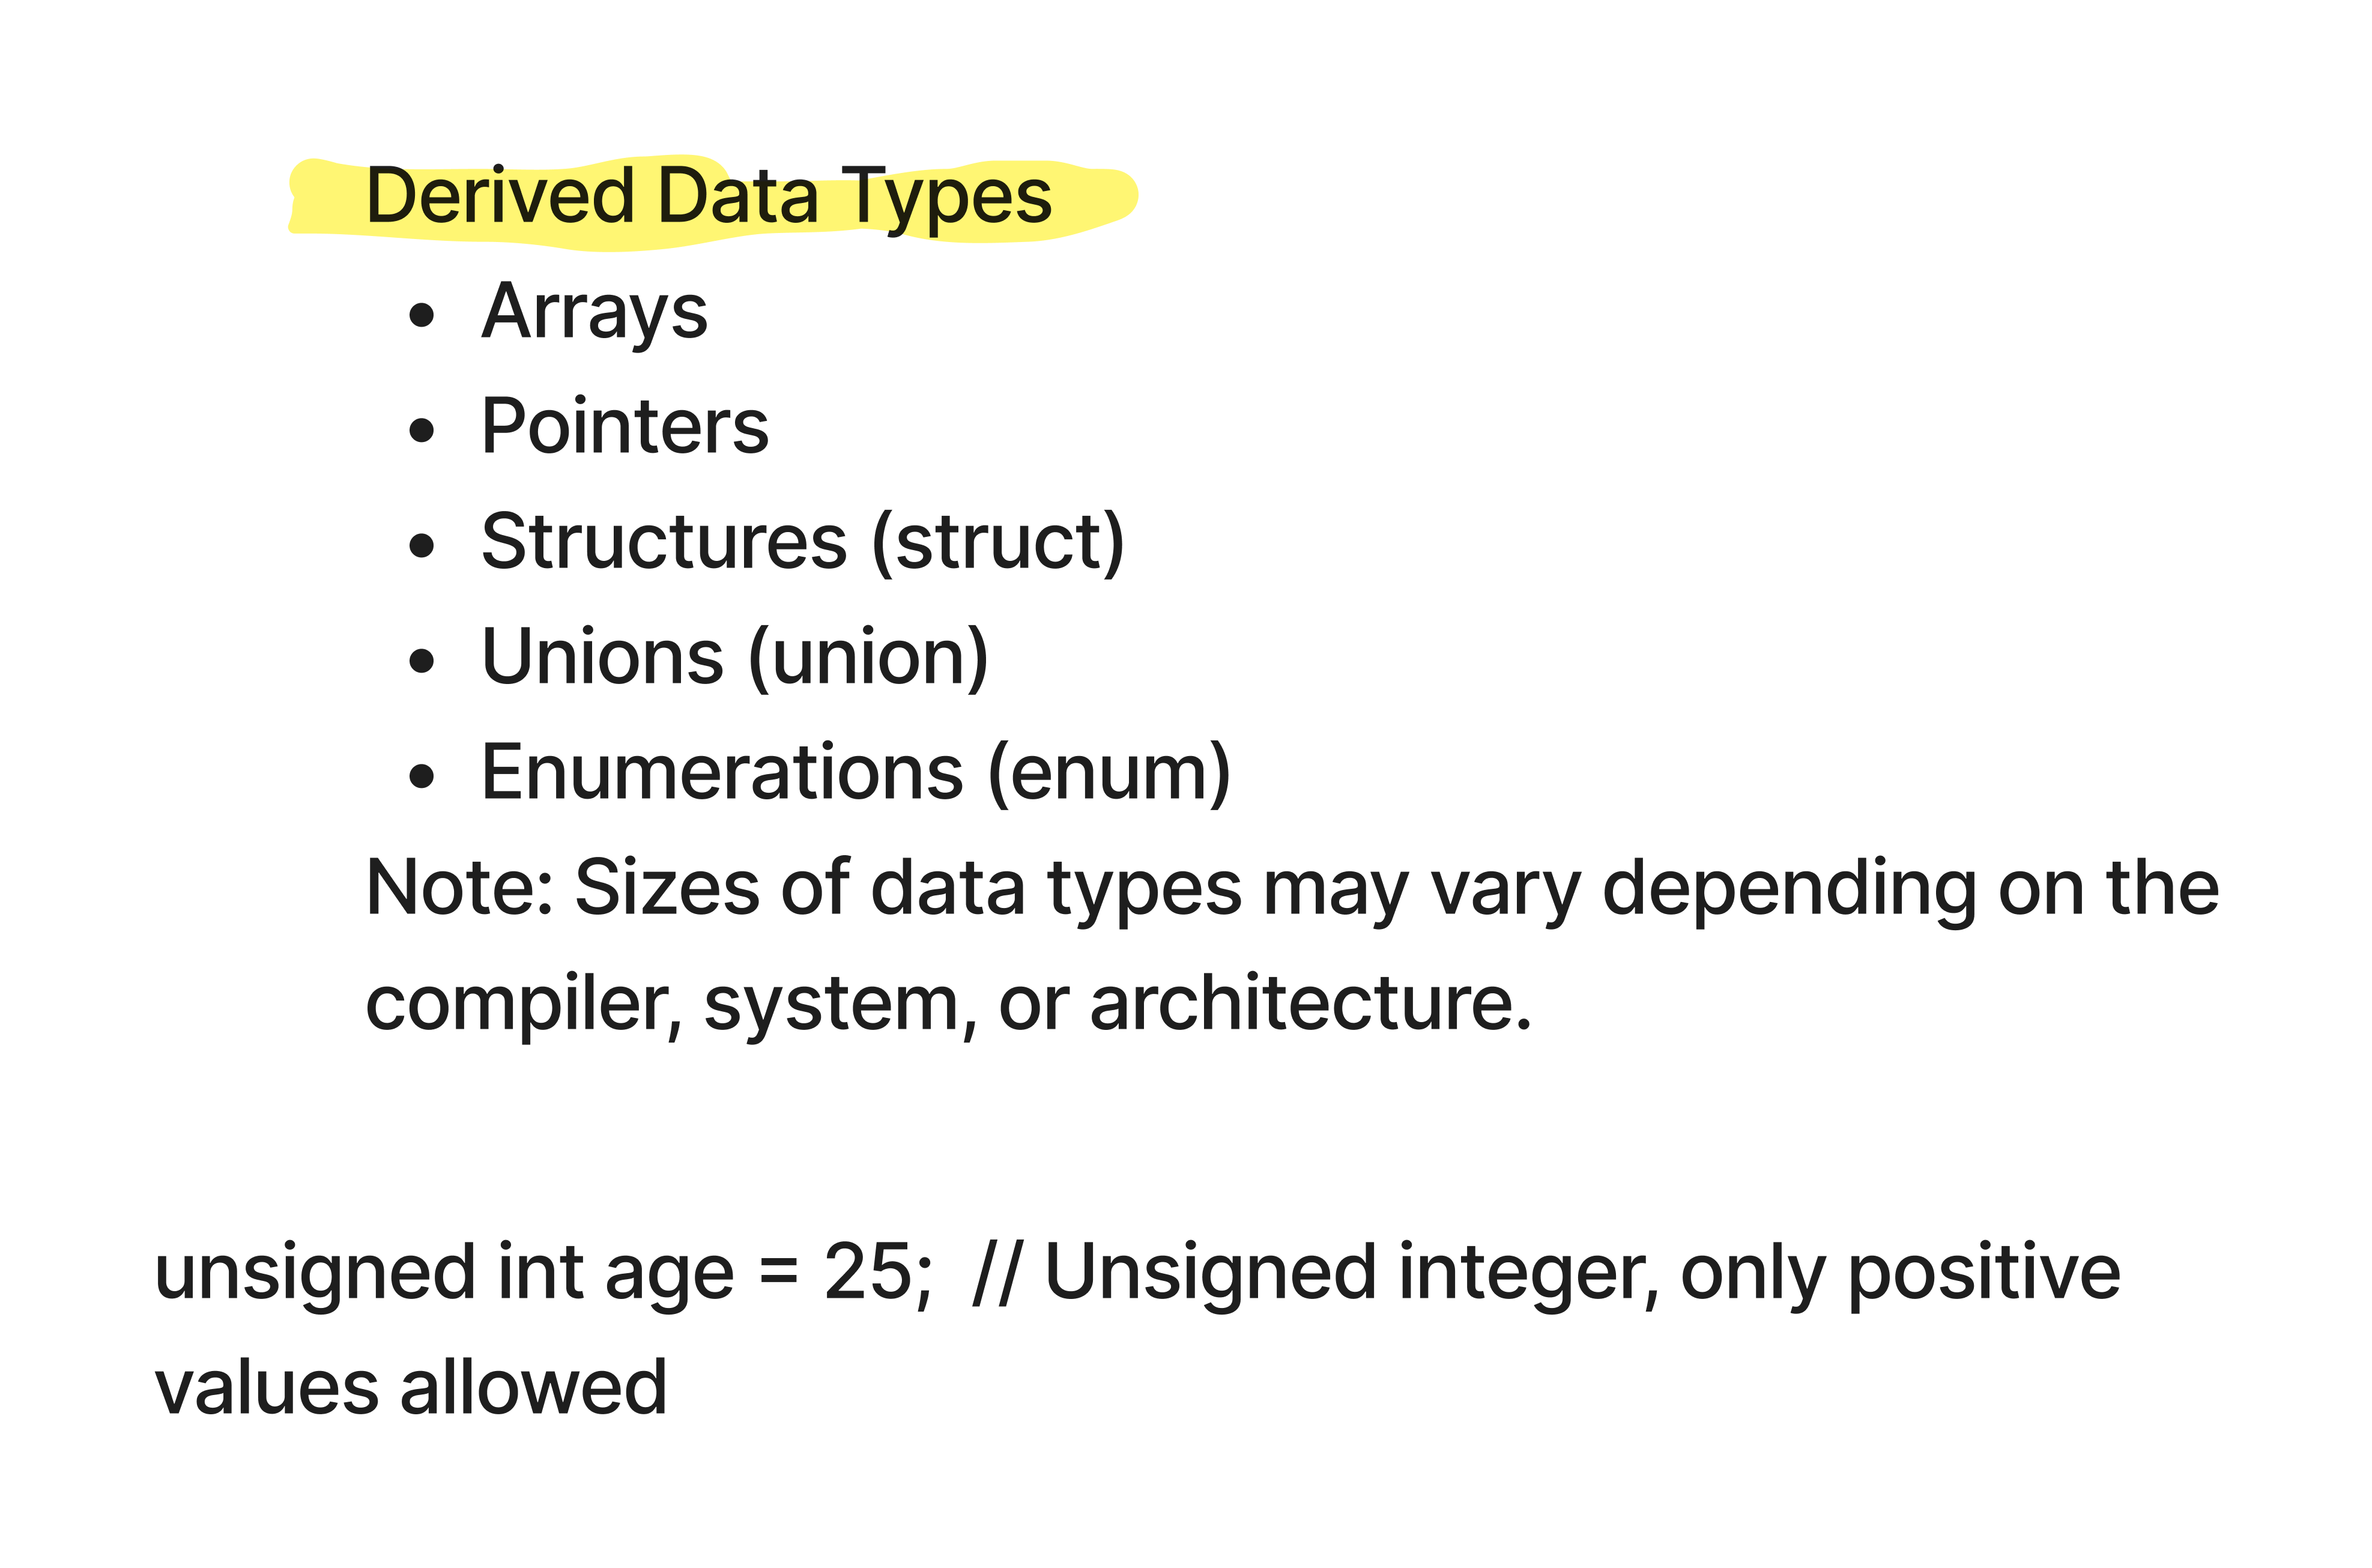 Derived Data Types
• Arrays
• Pointers
• Structures (struct)
• Unions (union)
• Enumerations (enum)
Note: Sizes of data types may vary depending on the
compiler, system, or architecture.
unsigned int age = 25;  // Unsigned integer, only positive
values allowed